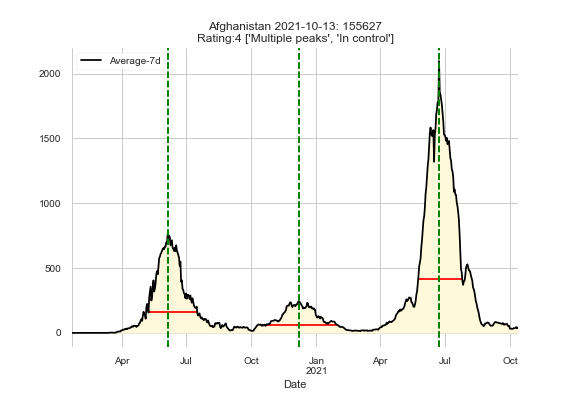 Afghanistan 2021-10-13: 155627
Rating:4 ['Multiple peaks', 'In control']
Average-7d
2000
1500
1000
500
0
Apr Jul Oct Jan Apr Jul Oct
2021
Date